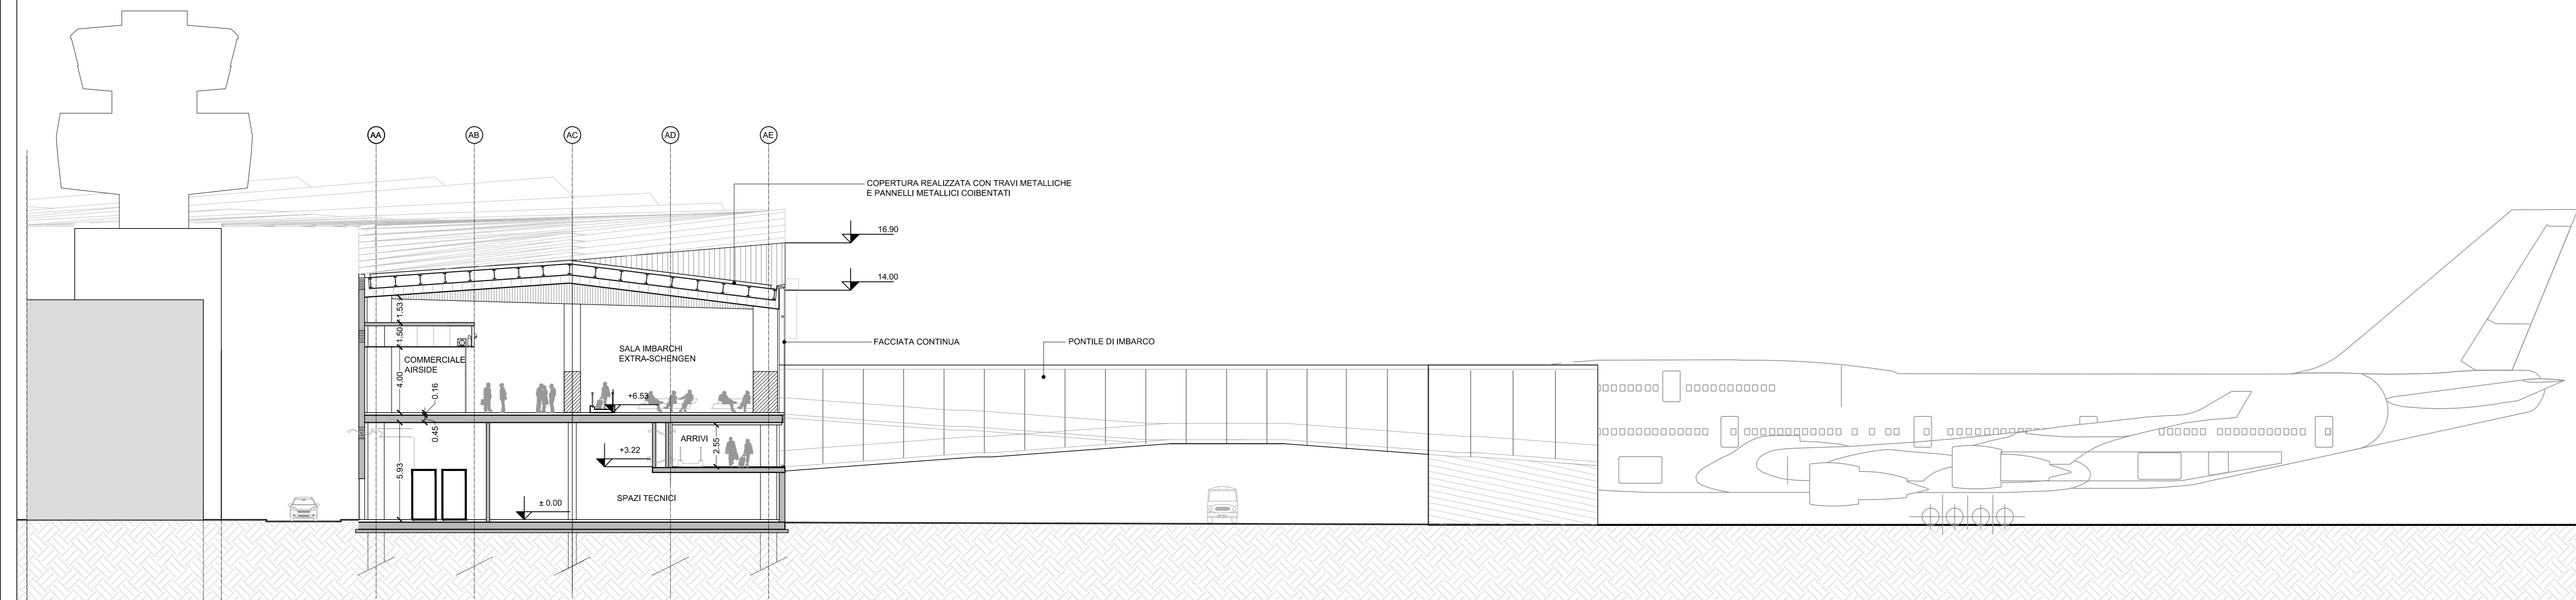 AA
AB
AC
AD
AE
COPERTURA REALIZZATA CON TRAVI METALLICHE
E PANNELLI METALLICI COIBENTATI
16.90
14.00
1.53
1.50
FACCIATA CONTINUA
PONTILE DI IMBARCO
SALA IMBARCHI
EXTRA-SCHENGEN
COMMERCIALE
AIRSIDE
4.00
0.16
+6.53
0.45
ARRIVI
2.55
+3.22
5.93
SPAZI TECNICI
± 0.00